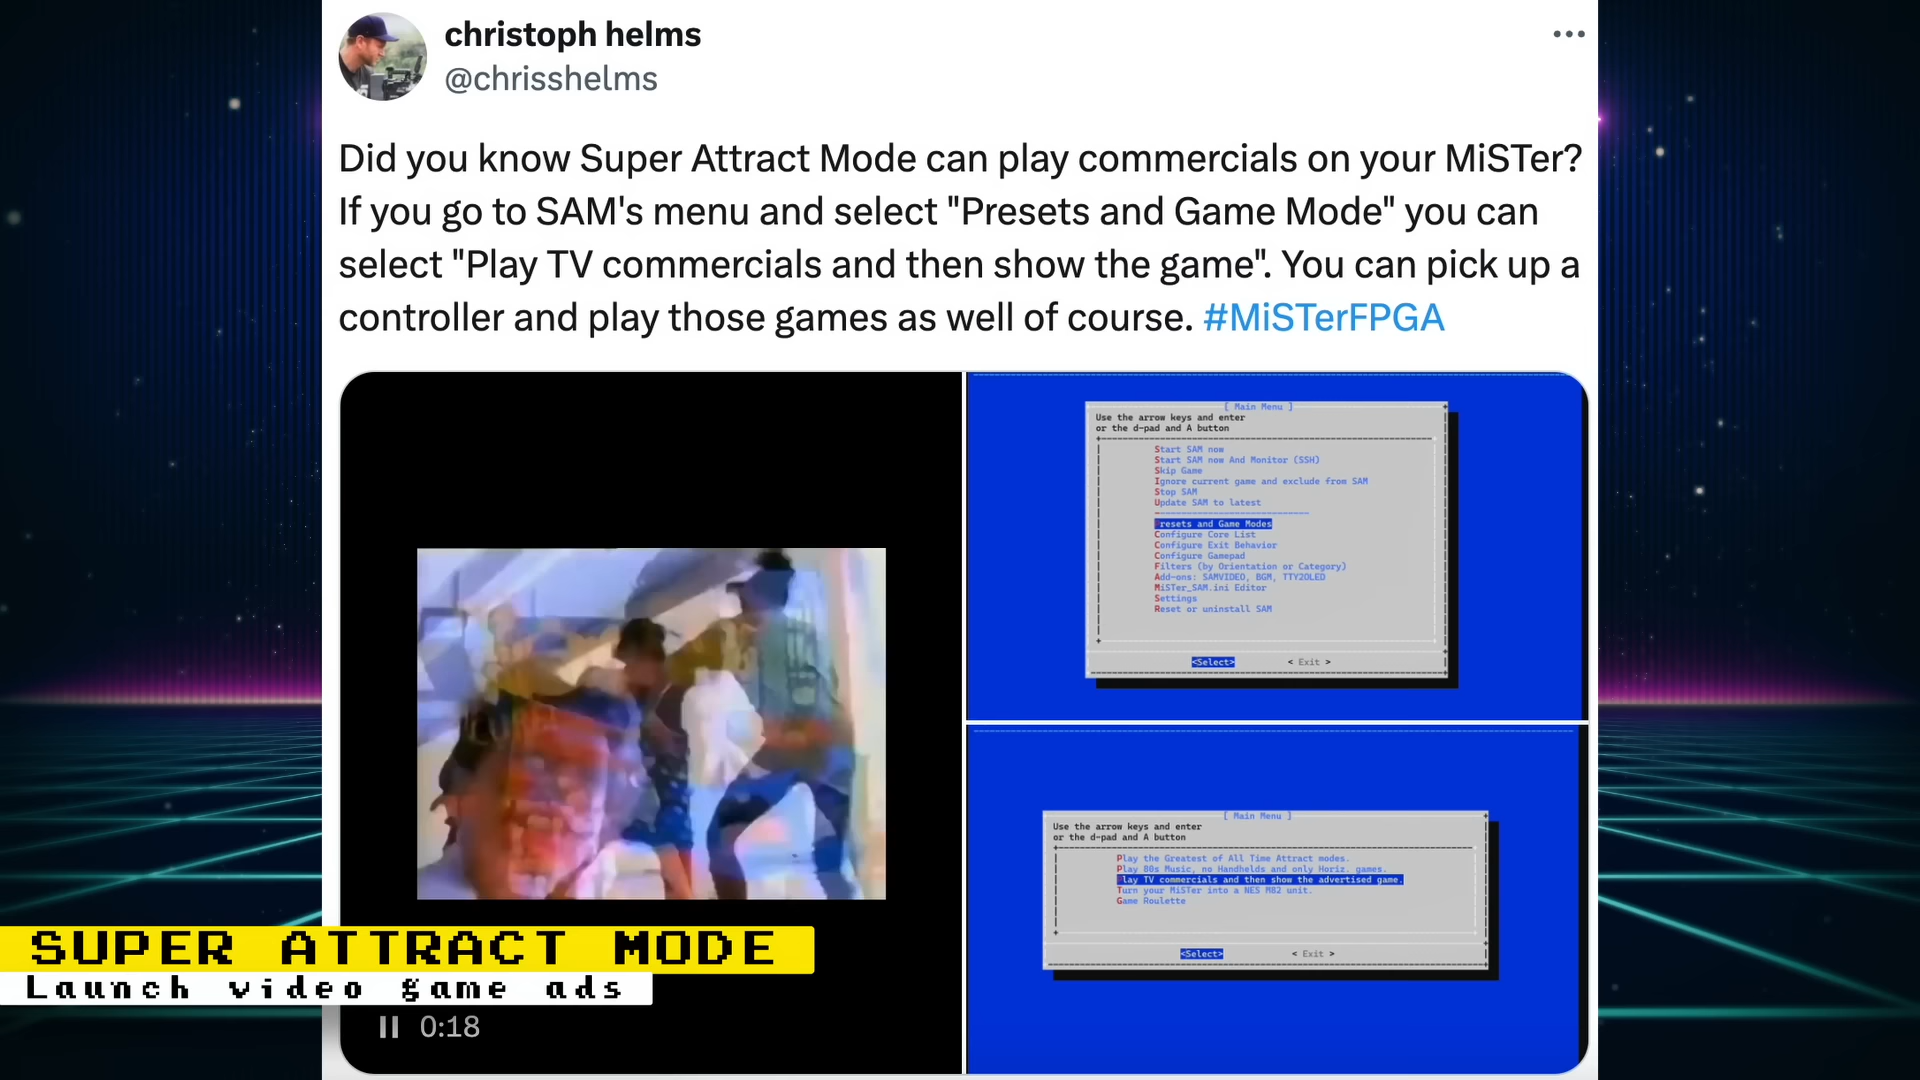 christoph helms
@chrisshelms
Did you know Super Attract Mode can play commercials on your MiSTer?
If you go to SAM's menu and select "Presets and Game Mode" you can
select "Play TV commercials and then show the game". You can pick up a
controller and play those games as well of course. #MiSTerFPGA
[ Main Menu ]
Use the arrow keys and enter
or the d-pad and A button
Start SAM now
Start SAM now And Monitor (SSH)
Skip Game
Ignore current game and exclude from SAM
Stop SAM
Update SAM to latest
Presets and Game Modes
Configure Core List
Configure Exit Behavior
Configure Gamepad
Filters (by Orientation or Category)
Add-ons: SAMVIDEO, BGM, TTY2OLED
MiSTer_SAM.ini Editor
Settings
Reset or uninstall SAM
<Select> < Exit >
[ Main Menu ]
Use the arrow keys and enter
or the d-pad and A button
Play the Greatest of All Time Attract modes.
Play 80s Music, no Handhelds and only Horiz. games.
Play TV commercials and then show the advertised game.
Turn your MiSTer into a NES M82 unit.
Game Roulette
<Select> < Exit >
SUPER ATTRACT MODE
Launch video game ads
0:18